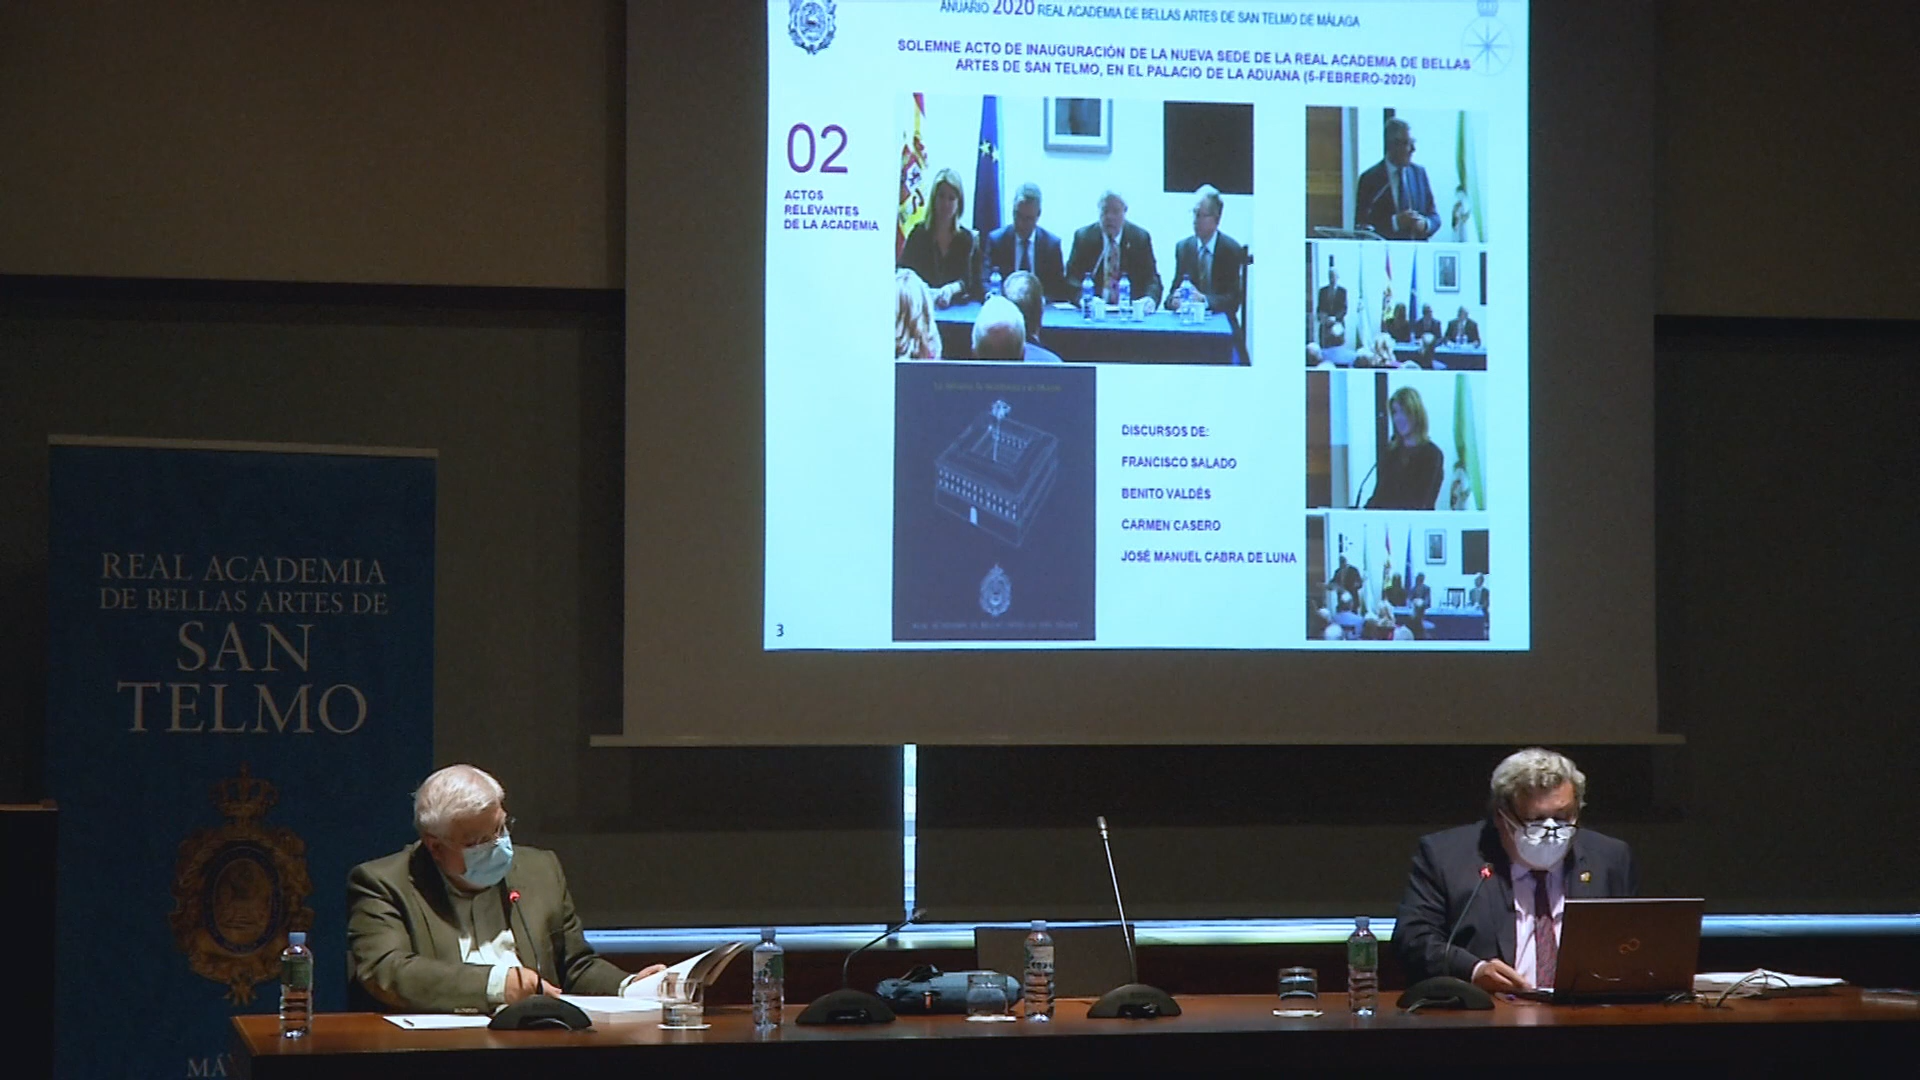 ANUARIO 2020 REAL ACADEMIA DE BELLAS ARTES DE SAN TELMO DE MÁLAGA
SOLEMNE ACTO DE INAUGURACIÓN DE LA NUEVA SEDE DE LA REAL ACADEMIA DE BELLAS
ARTES DE SAN TELMO, EN EL PALACIO DE LA ADUANA (5-FEBRERO-2020)
02
ACTOS
RELEVANTES
DE LA ACADEMIA
DISCURSOS DE:
FRANCISCO SALADO
BENITO VALDÉS
CARMEN CASERO
JOSÉ MANUEL CABRA DE LUNA
3
REAL ACADEMIA
DE BELLAS ARTES DE
SAN
TELMO
MÁ